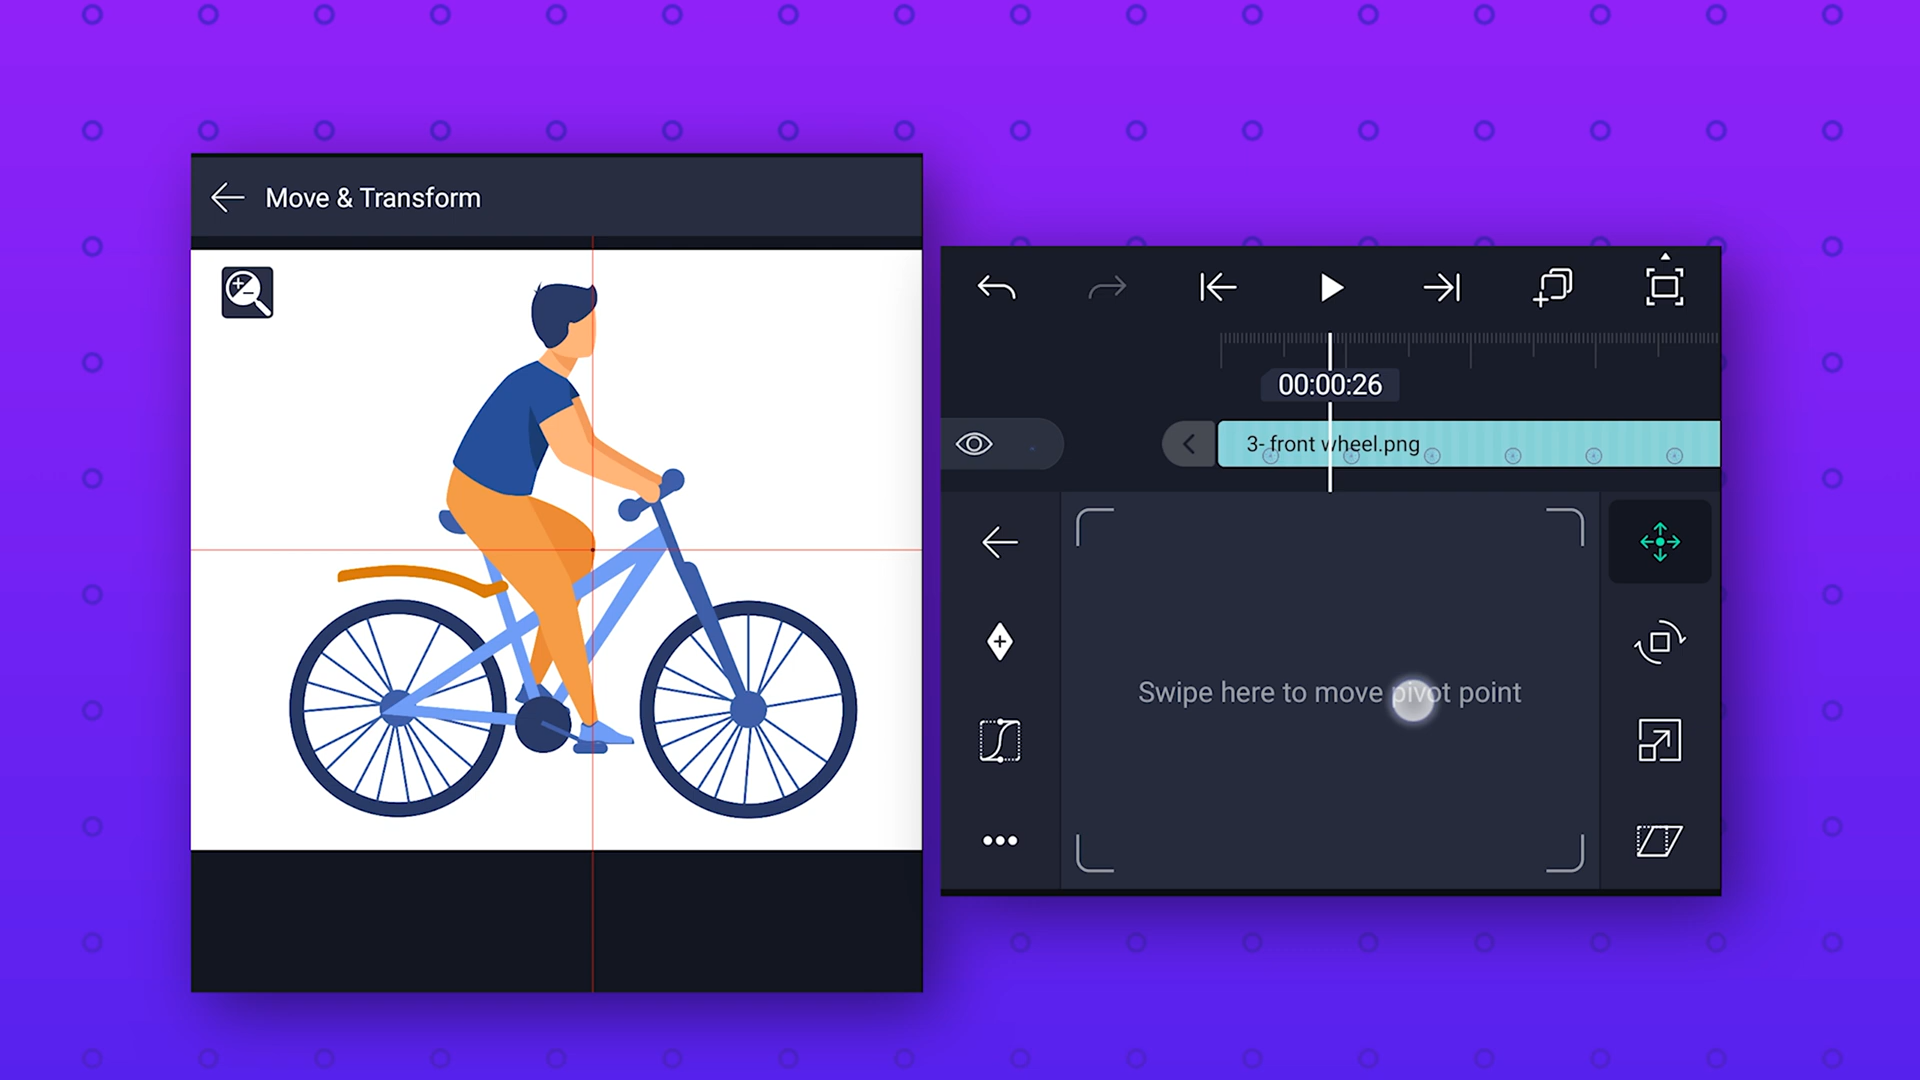 Move & Transform
00:00:26
3- front wheel.png
Swipe here to move pivot point